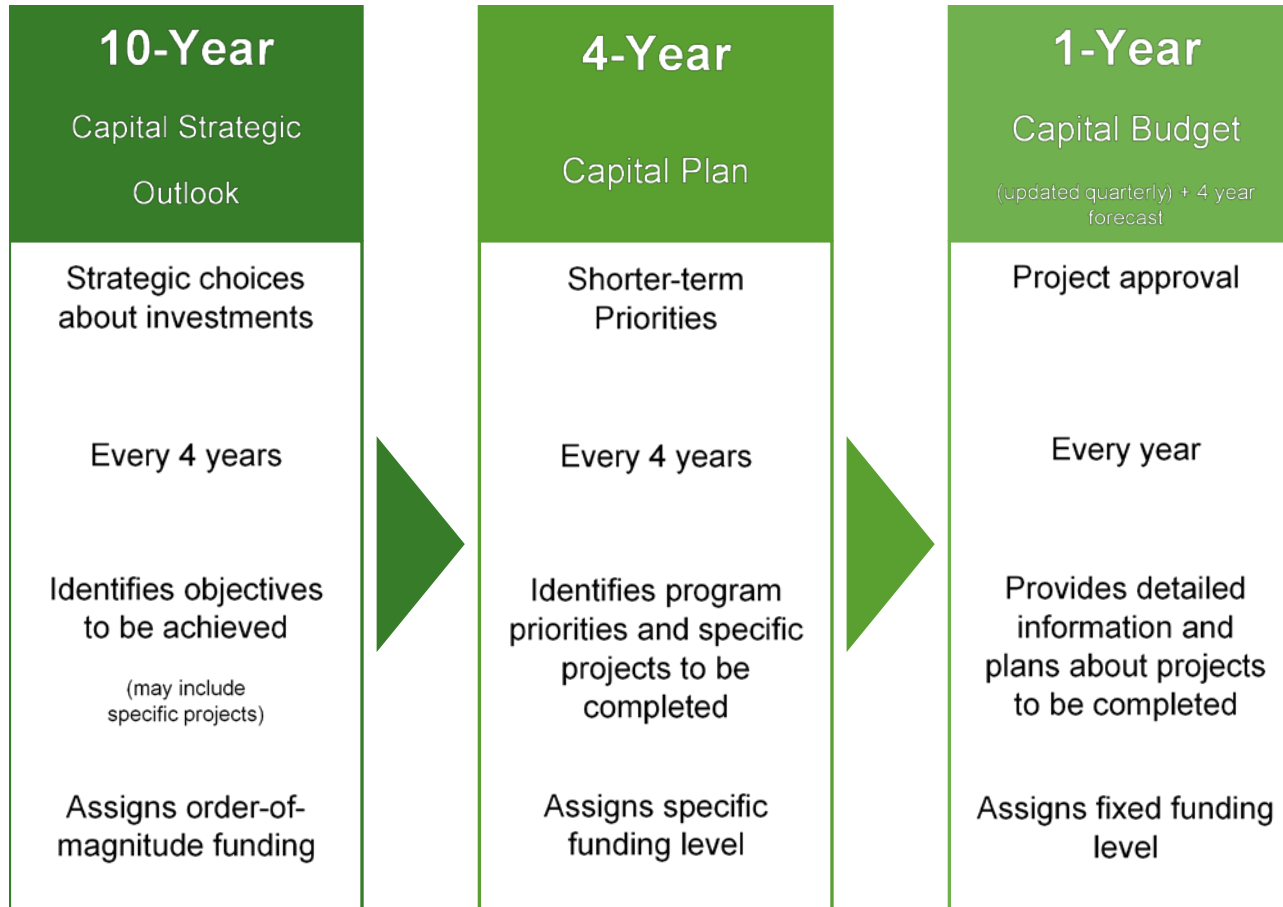 10-Year
Capital Strategic
Outlook
Strategic choices
about investments
Every 4 years
Identifies objectives
to be achieved
(may include
specific projects)
Assigns order-of-
magnitude funding
4-Year
Capital Plan
Shorter-term
Priorities
Every 4 years
Identifies program
priorities and specific
projects to be
completed
Assigns specific
funding level
1-Year
Capital Budget
(updated quarterly) + 4 year
forecast
Project approval
Every year
Provides detailed
information and
plans about projects
to be completed
Assigns fixed funding
level